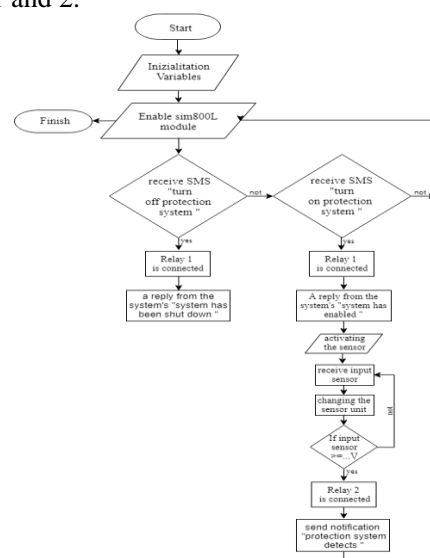 and 2.
Start
Inizialitation
Variables
Finish
Enable sim800L
module
receive SMS
"turn
off protection
system "
not
receive SMS
"turn
on protection
system "
not
yes
yes
Relay 1
is connected
Relay 1
is connected
a reply from the
system's "system has
been shut down "
A reply from the
system's "system has
enabled "
activating
the sensor
receive input
sensor
changing the
sensor unit
not
If input
sensor
>=...V
yes
Relay 2
is connected
send notification
"protection system
detects "